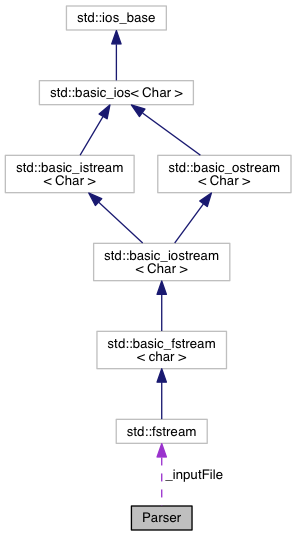 std::ios_base
std::basic_ios< Char >
std::basic_istream
< Char >
std::basic_ostream
< Char >
std::basic_iostream
< Char >
std::basic_fstream
< char >
std::fstream
_inputFile
Parser